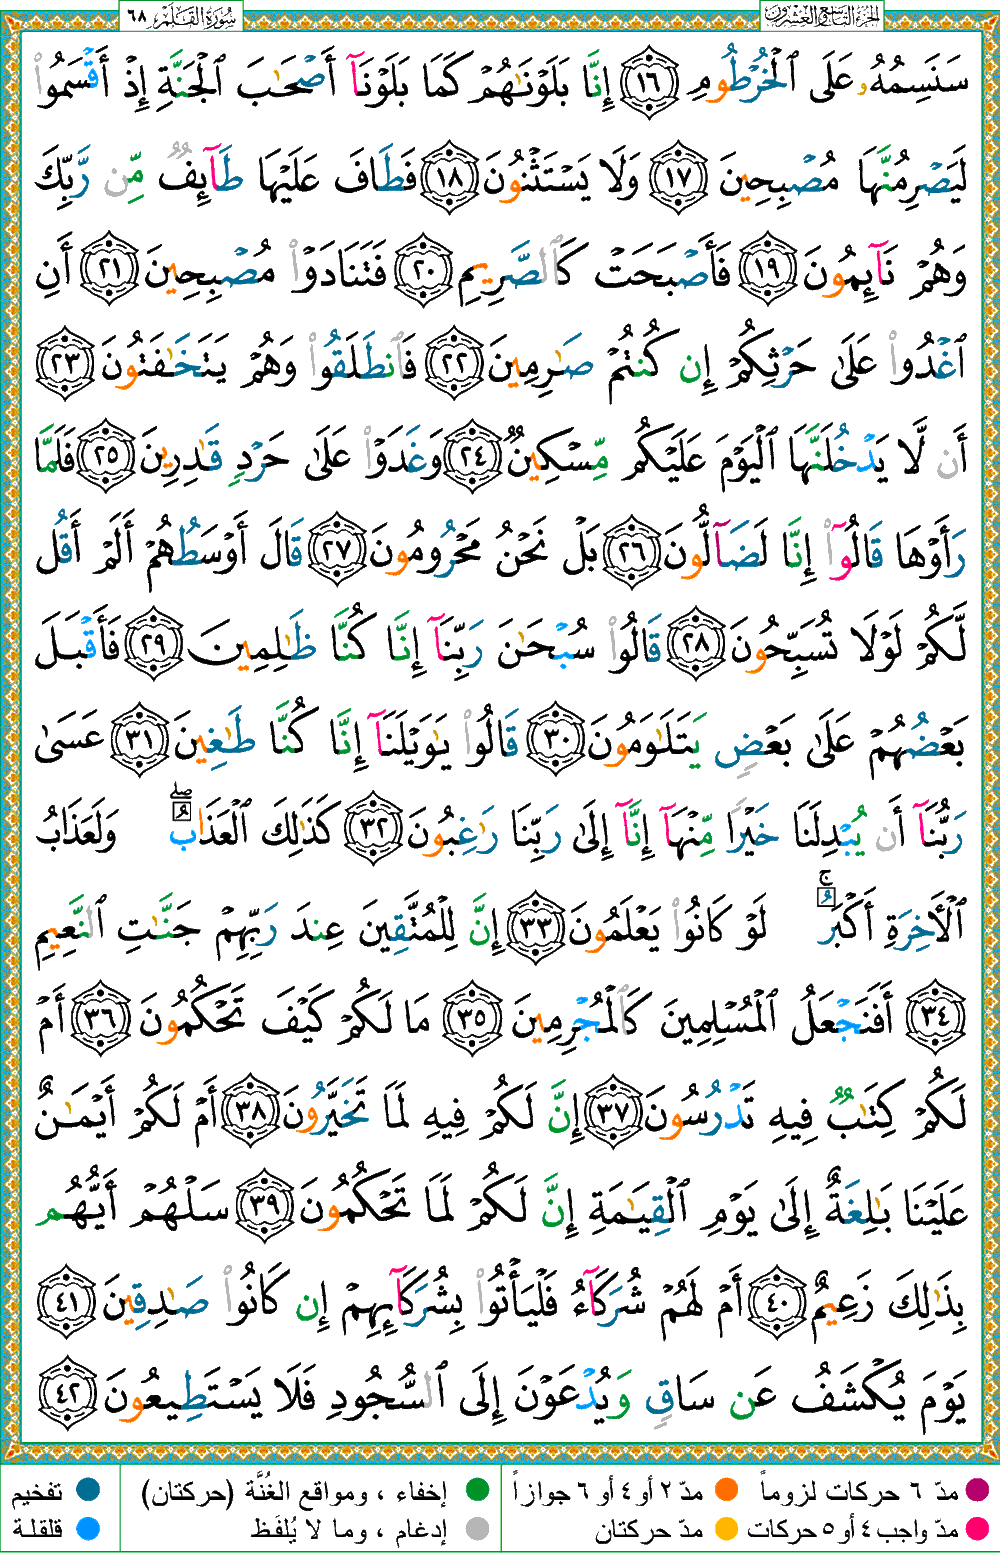 الجزء التاسع والعشرون
سُورَةُ القَلَم ٦٨
سَنَسِمُهُۥ عَلَى ٱلْخُرْطُومِ ١٦ إِنَّا بَلَوْنَٰهُمْ كَمَا بَلَوْنَآ أَصْحَٰبَ ٱلْجَنَّةِ إِذْ أَقْسَمُوا۟
لَيَصْرِمُنَّهَا مُصْبِحِينَ ١٧ وَلَا يَسْتَثْنُونَ ١٨ فَطَافَ عَلَيْهَا طَآئِفٌ مِّن رَّبِّكَ
وَهُمْ نَآئِمُونَ ١٩ فَأَصْبَحَتْ كَٱلصَّرِيمِ ٢٠ فَتَنَادَوْا۟ مُصْبِحِينَ ٢١ أَنِ
ٱغْدُوا۟ عَلَىٰ حَرْثِكُمْ إِن كُنتُمْ صَٰرِمِينَ ٢٢ فَٱنطَلَقُوا۟ وَهُمْ يَتَخَٰفَتُونَ ٢٣
أَن لَّا يَدْخُلَنَّهَا ٱلْيَوْمَ عَلَيْكُم مِّسْكِينٌ ٢٤ وَغَدَوْا۟ عَلَىٰ حَرْدٍ قَٰدِرِينَ ٢٥ فَلَمَّا
رَأَوْهَا قَالُوٓا۟ إِنَّا لَضَآلُّونَ ٢٦ بَلْ نَحْنُ مَحْرُومُونَ ٢٧ قَالَ أَوْسَطُهُمْ أَلَمْ أَقُل
لَّكُمْ لَوْلَا تُسَبِّحُونَ ٢٨ قَالُوا۟ سُبْحَٰنَ رَبِّنَآ إِنَّا كُنَّا ظَٰلِمِينَ ٢٩ فَأَقْبَلَ
بَعْضُهُمْ عَلَىٰ بَعْضٍ يَتَلَٰوَمُونَ ٣٠ قَالُوا۟ يَٰوَيْلَنَآ إِنَّا كُنَّا طَٰغِينَ ٣١ عَسَىٰ
رَبُّنَآ أَن يُبْدِلَنَا خَيْرًا مِّنْهَآ إِنَّآ إِلَىٰ رَبِّنَا رَٰغِبُونَ ٣٢ كَذَٰلِكَ ٱلْعَذَابُ ۖ وَلَعَذَابُ
ٱلْأَخِرَةِ أَكْبَرُ ۚ لَوْ كَانُوا۟ يَعْلَمُونَ ٣٣ إِنَّ لِلْمُتَّقِينَ عِندَ رَبِّهِمْ جَنَّٰتِ ٱلنَّعِيمِ
٣٤ أَفَنَجْعَلُ ٱلْمُسْلِمِينَ كَٱلْمُجْرِمِينَ ٣٥ مَا لَكُمْ كَيْفَ تَحْكُمُونَ ٣٦ أَمْ
لَكُمْ كِتَٰبٌ فِيهِ تَدْرُسُونَ ٣٧ إِنَّ لَكُمْ فِيهِ لَمَا تَخَيَّرُونَ ٣٨ أَمْ لَكُمْ أَيْمَٰنٌ
عَلَيْنَا بَٰلِغَةٌ إِلَىٰ يَوْمِ ٱلْقِيَٰمَةِ إِنَّ لَكُمْ لَمَا تَحْكُمُونَ ٣٩ سَلْهُمْ أَيُّهُم
بِذَٰلِكَ زَعِيمٌ ٤٠ أَمْ لَهُمْ شُرَكَآءُ فَلْيَأْتُوا۟ بِشُرَكَآئِهِمْ إِن كَانُوا۟ صَٰدِقِينَ ٤١
يَوْمَ يُكْشَفُ عَن سَاقٍ وَيُدْعَوْنَ إِلَى ٱلسُّجُودِ فَلَا يَسْتَطِيعُونَ ٤٢
مدّ ٦ حركات لزوماً مدّ ٢ أو ٤ أو ٦ جوازاً إخفاء ، ومواقع الغُنَّة (حركتان) تفخيم
مدّ واجب ٤ أو ٥ حركات مدّ حركتان إدغام ، وما لا يُلفَظ قلقلة